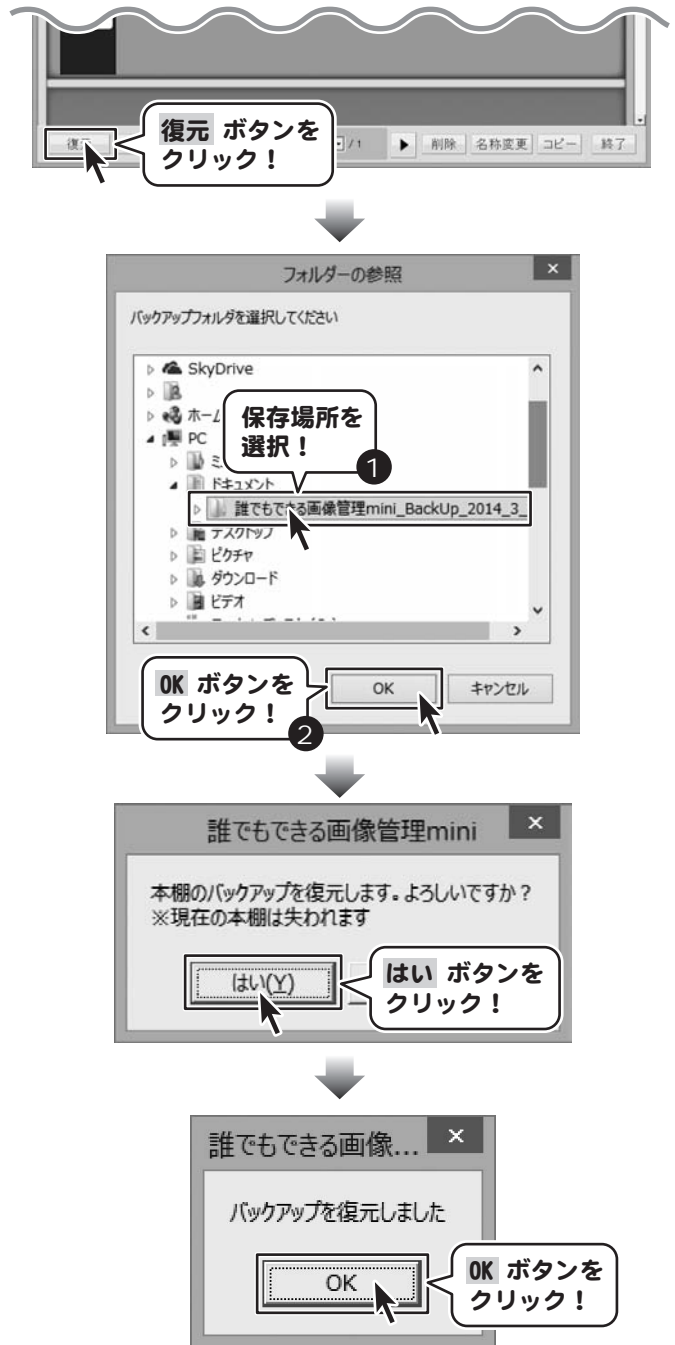 復元 ボタンを
クリック！
/1
削除 名称変更 コピー 終了
フォルダーの参照
バックアップフォルダを選択してください
SkyDrive
PC
保存場所を
選択！
1
ドキュメント
誰でもできる画像管理mini_BackUp_2014_3_
デスクトップ
ピクチャ
ダウンロード
ビデオ
OK ボタンを
クリック！
2
OK キャンセル
誰でもできる画像管理mini
本棚のバックアップを復元します。よろしいですか？
※現在の本棚は失われます
はい(Y)
はい ボタンを
クリック！
誰でもできる画像...
バックアップを復元しました
OK
OK ボタンを
クリック！